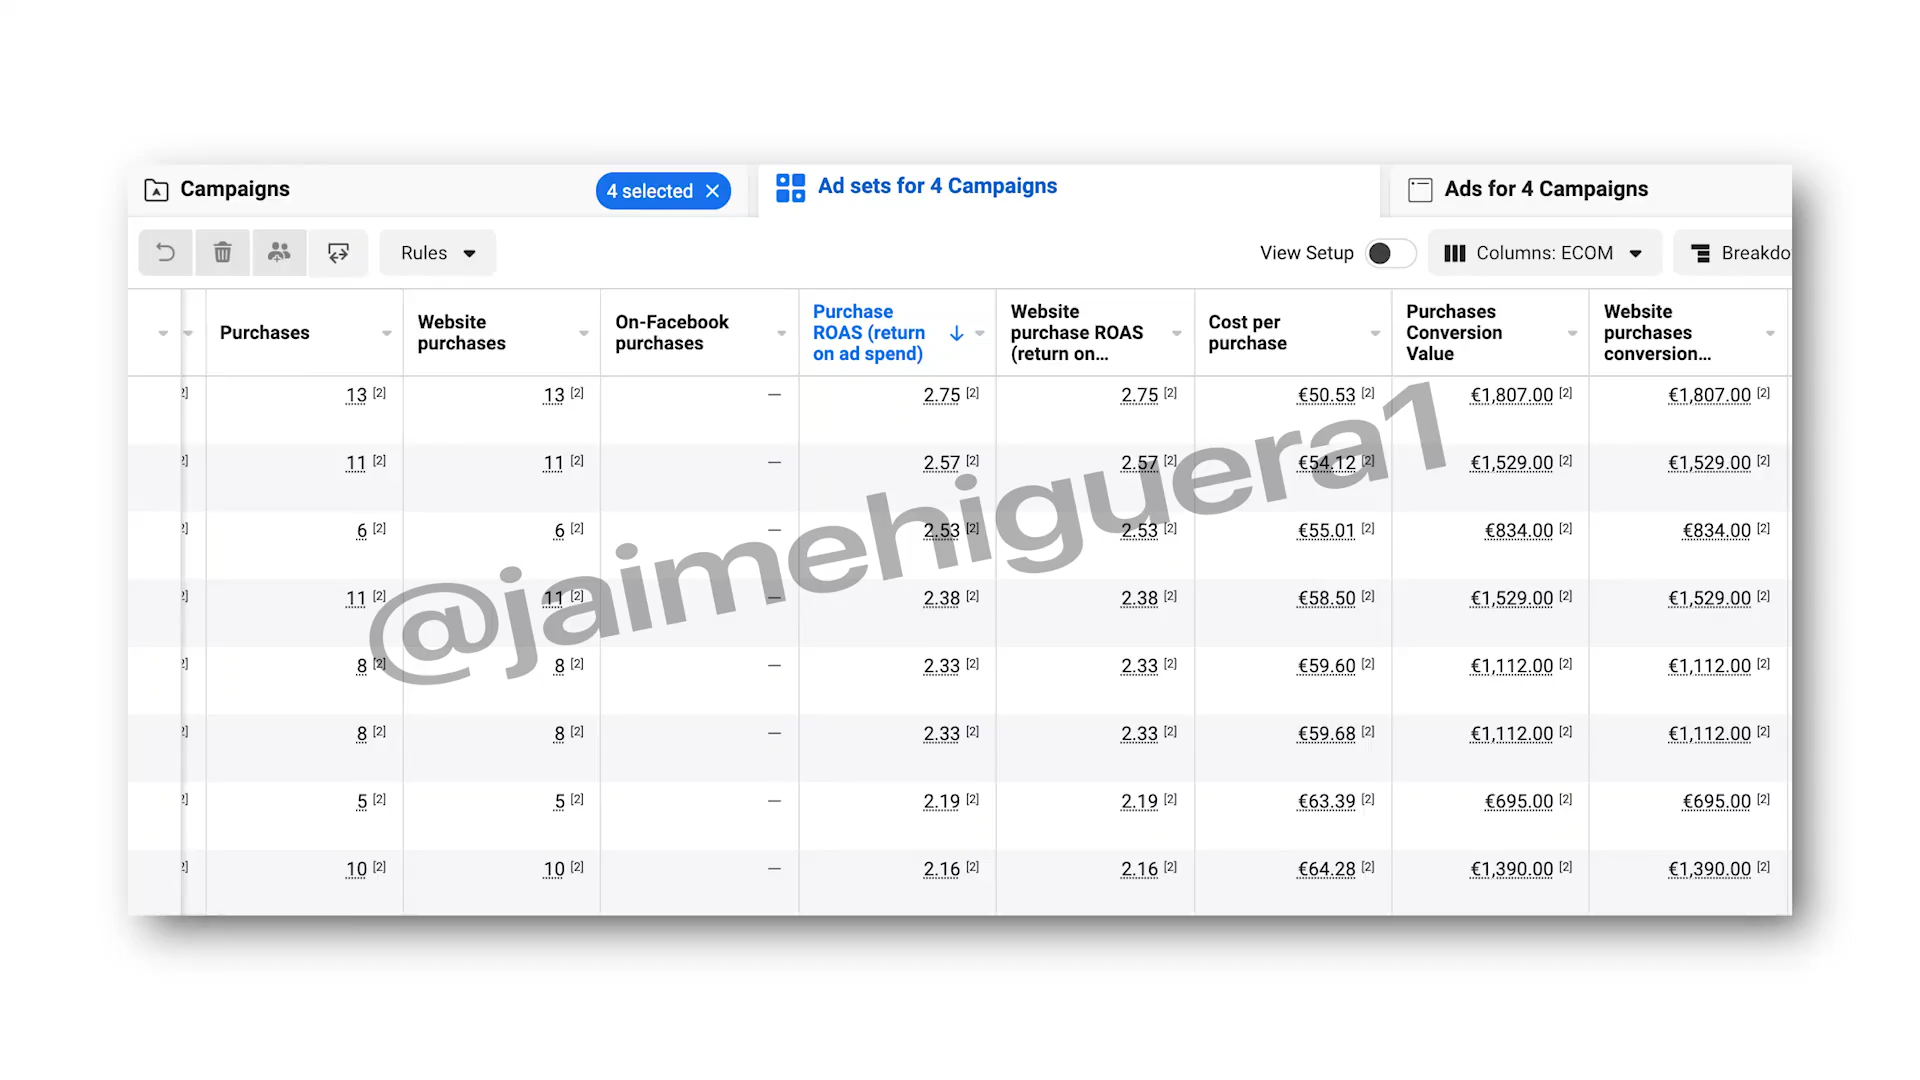 Campaigns 4 selected Ad sets for 4 Campaigns Ads for 4 Campaigns
Rules View Setup Columns: ECOM Breakdo
Purchases
Website
purchases
On-Facebook
purchases
Purchase
ROAS (return
on ad spend)
Website
purchase ROAS
(return on...
Cost per
purchase
Purchases
Conversion
Value
Website
purchases
conversion...
2] 13 [2] 13 [2] — 2.75 [2] 2.75 [2] €50.53 [2] €1,807.00 [2] €1,807.00 [2]
2] 11 [2] 11 [2] — 2.57 [2] 2.57 [2] €54.12 [2] €1,529.00 [2] €1,529.00 [2]
2] 6 [2] 6 [2] — 2.53 [2] 2.53 [2] €55.01 [2] €834.00 [2] €834.00 [2]
2] 11 [2] 11 [2] — 2.38 [2] 2.38 [2] €58.50 [2] €1,529.00 [2] €1,529.00 [2]
2] 8 [2] 8 [2] — 2.33 [2] 2.33 [2] €59.60 [2] €1,112.00 [2] €1,112.00 [2]
2] 8 [2] 8 [2] — 2.33 [2] 2.33 [2] €59.68 [2] €1,112.00 [2] €1,112.00 [2]
2] 5 [2] 5 [2] — 2.19 [2] 2.19 [2] €63.39 [2] €695.00 [2] €695.00 [2]
2] 10 [2] 10 [2] — 2.16 [2] 2.16 [2] €64.28 [2] €1,390.00 [2] €1,390.00 [2]
@jaimehiguera1